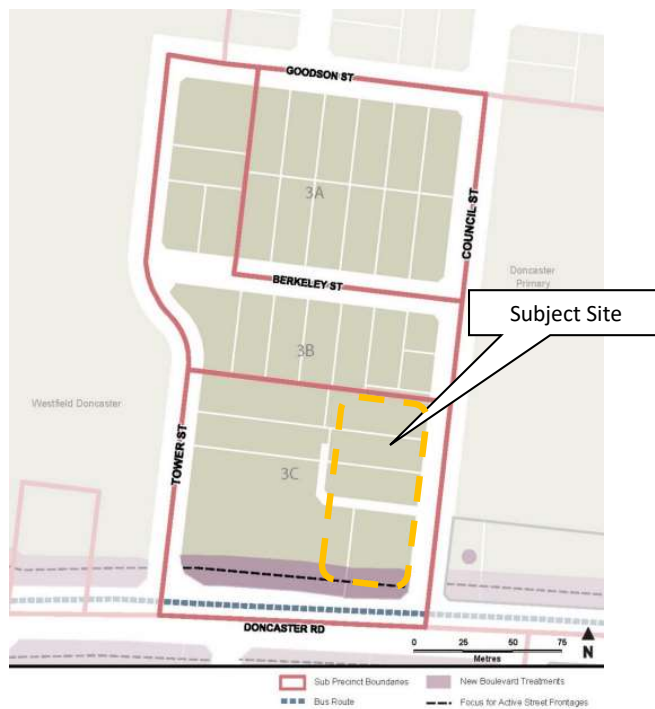 GOODSON ST
3A
COUNCIL ST
Doncaster
Primary
BERKELEY ST
Subject Site
3B
Westfield Doncaster
TOWER ST
3C
DONCASTER RD
0 25 50 75
Metres
N
Sub Precinct Boundaries
New Boulevard Treatments
Bus Route
Focus for Active Street Frontages